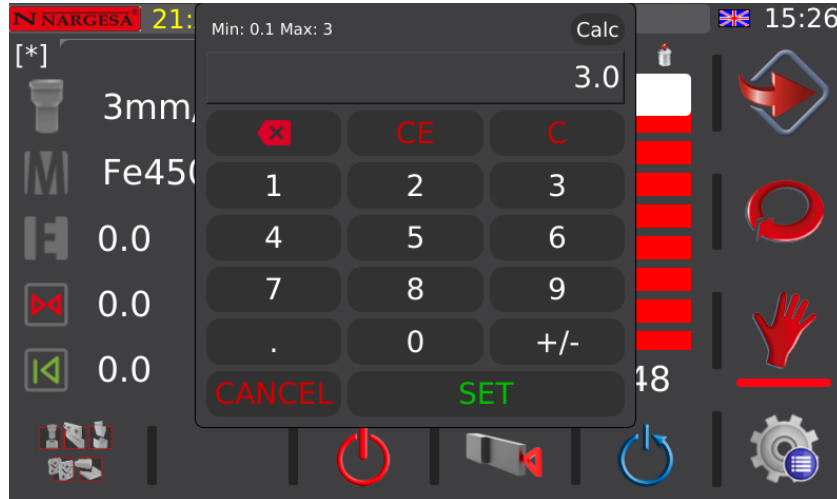 NARGESA
21:
15:26
[*]
Min: 0.1 Max: 3
Calc
3.0
3mm,
CE
C
Fe450
1 2 3
0.0
4 5 6
0.0
7 8 9
. 0 +/-
0.0
CANCEL
SET
48